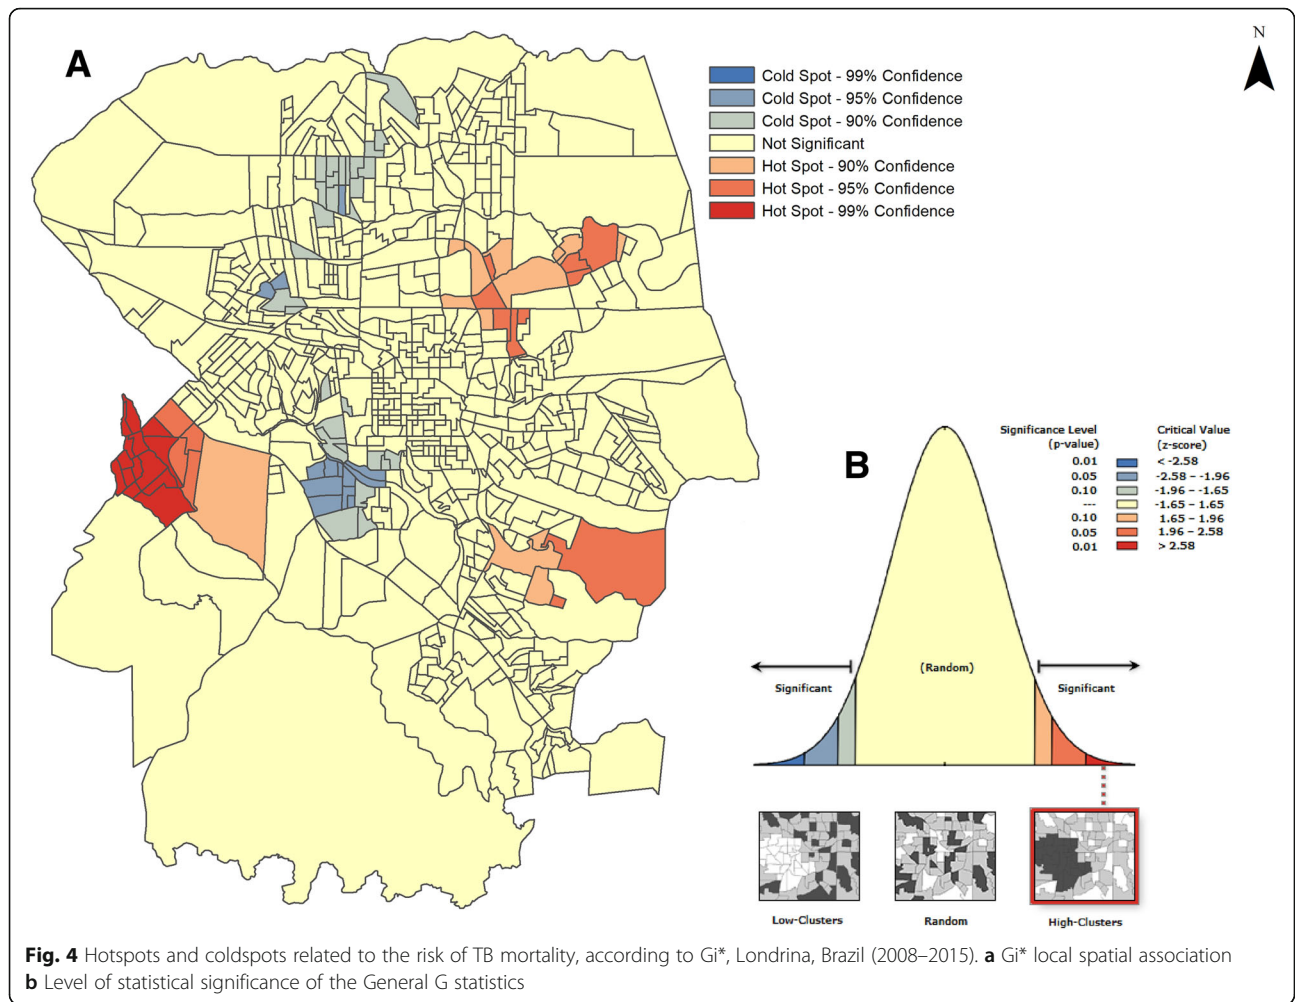 A
N
Cold Spot - 99% Confidence
Cold Spot - 95% Confidence
Cold Spot - 90% Confidence
Not Significant
Hot Spot - 90% Confidence
Hot Spot - 95% Confidence
Hot Spot - 99% Confidence
B
Significance Level Critical Value
(p-value) (z-score)
0.01 < -2.58
0.05 -2.58 – -1.96
0.10 -1.96 – -1.65
--- -1.65 – 1.65
0.10 1.65 – 1.96
0.05 1.96 – 2.58
0.01 > 2.58
(Random)
Significant Significant
Low-Clusters Random High-Clusters
Fig. 4 Hotspots and coldspots related to the risk of TB mortality, according to Gi*, Londrina, Brazil (2008–2015). a Gi* local spatial association
b Level of statistical significance of the General G statistics